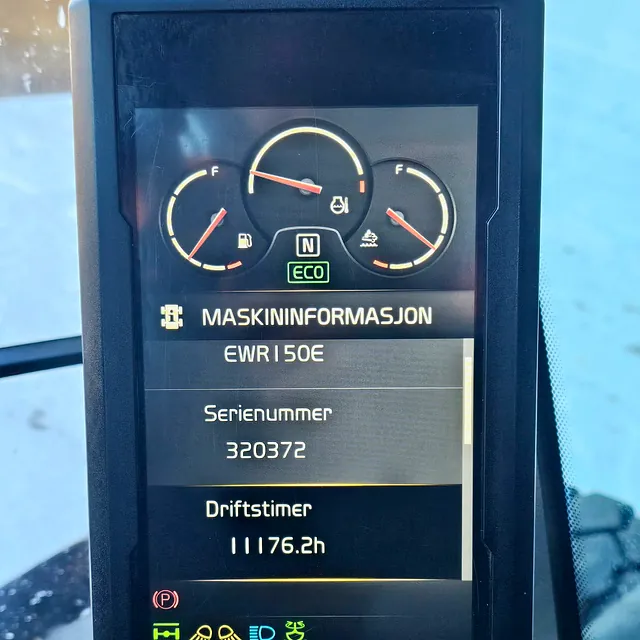 F
F
N
ECO
MASKININFORMASJON
EWR150E
Serienummer
320372
Driftstimer
11176.2h
P